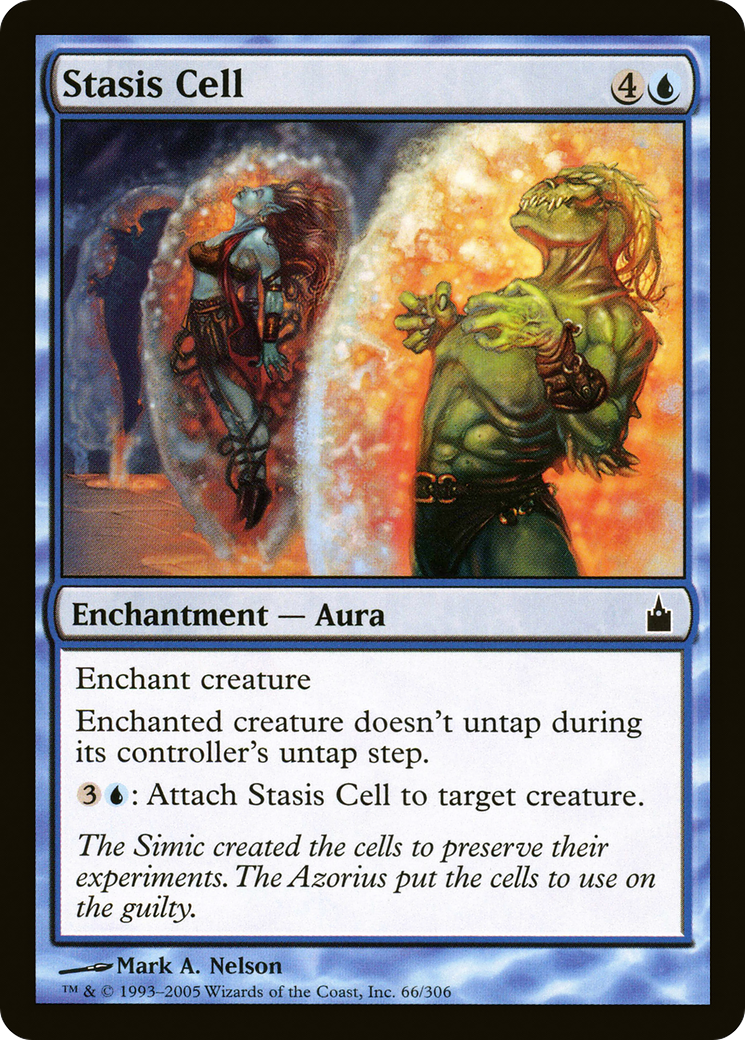 Stasis Cell 4
Enchantment — Aura
Enchant creature
Enchanted creature doesn't untap during
its controller's untap step.
3 : Attach Stasis Cell to target creature.
The Simic created the cells to preserve their
experiments. The Azorius put the cells to use on
the guilty.
Mark A. Nelson
™ & © 1993–2005 Wizards of the Coast, Inc. 66/306